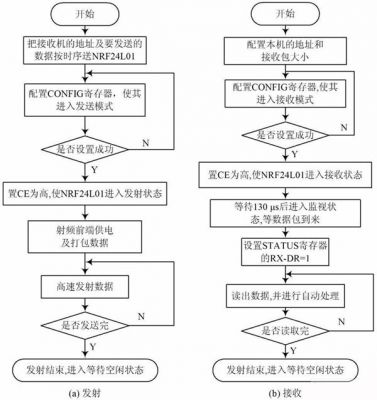 开始
把接收机的地址及要发送的
数据按时序送NRF24L01
配置CONFIG寄存器，使其
进入发送模式
是否设置成功
N
Y
置CE为高,使NRF24L01进入发射状态
射频前端供电
及打包数据
高速发射数据
是否发送完
N
Y
发射结束,进入等待空闲状态
(a) 发射
开始
配置本机的地址和
接收包大小
配置CONFIG寄存器,使其
进入接收模式
是否设置成功
N
Y
置CE为高,使NRF24L01进入接收状态
等待130 μs后进入监视状
态,等数据包到来
设置STATUS寄存器
的RX-DR=1
读出数据,并进行自动处理
是否读取完
N
Y
发射结束,进入等待空闲状态
(b) 接收